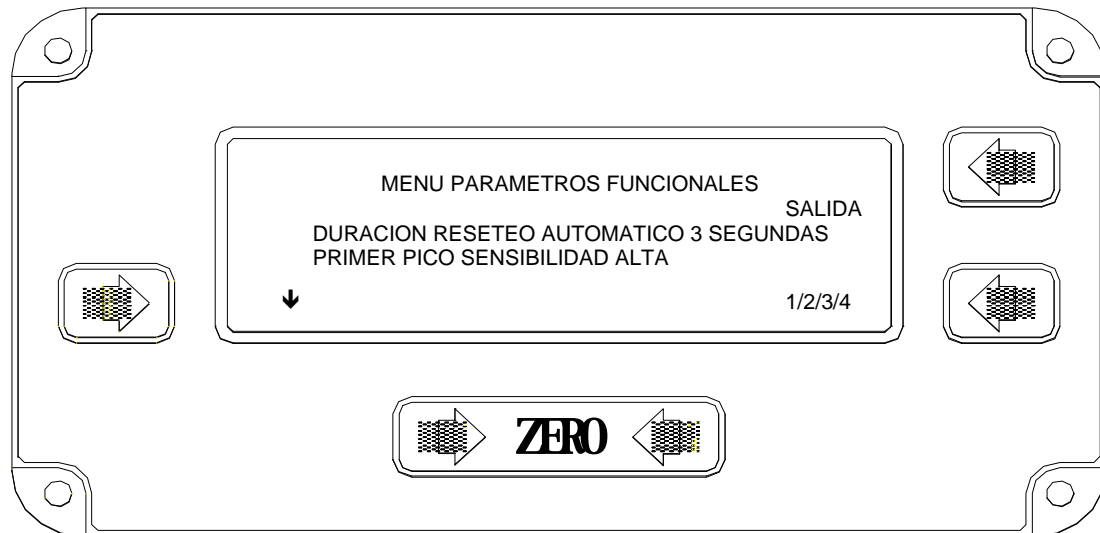 MENU PARAMETROS FUNCIONALES
SALIDA
DURACION RESETEO AUTOMATICO 3 SEGUNDAS
PRIMER PICO SENSIBILIDAD ALTA
1/2/3/4
ZERO